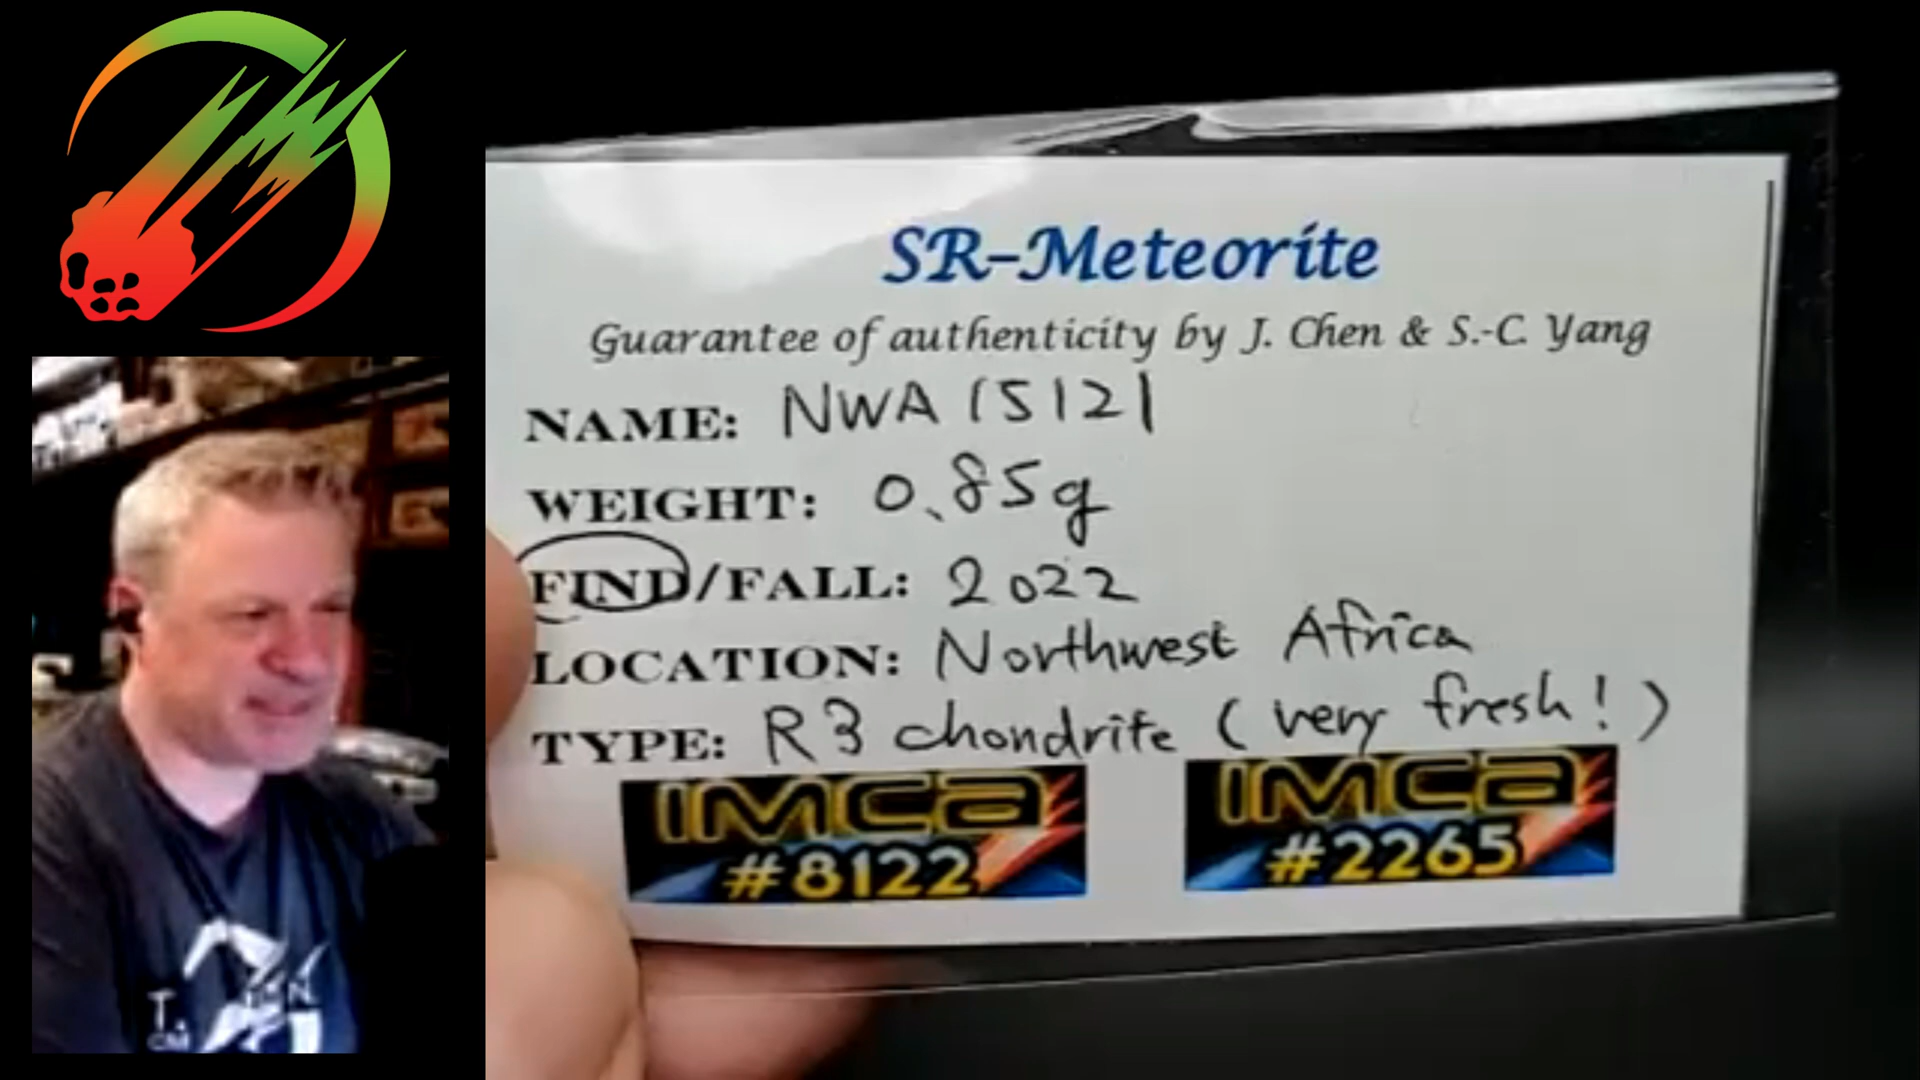 SR-Meteorite
Guarantee of authenticity by J. Chen & S.-C. Yang
NAME: NWA 15121
WEIGHT: 0.85g
FIND/FALL: 2022
LOCATION: Northwest Africa
TYPE: R3 chondrite (very fresh!)
IMCa #8122
IMCa #2265
T.